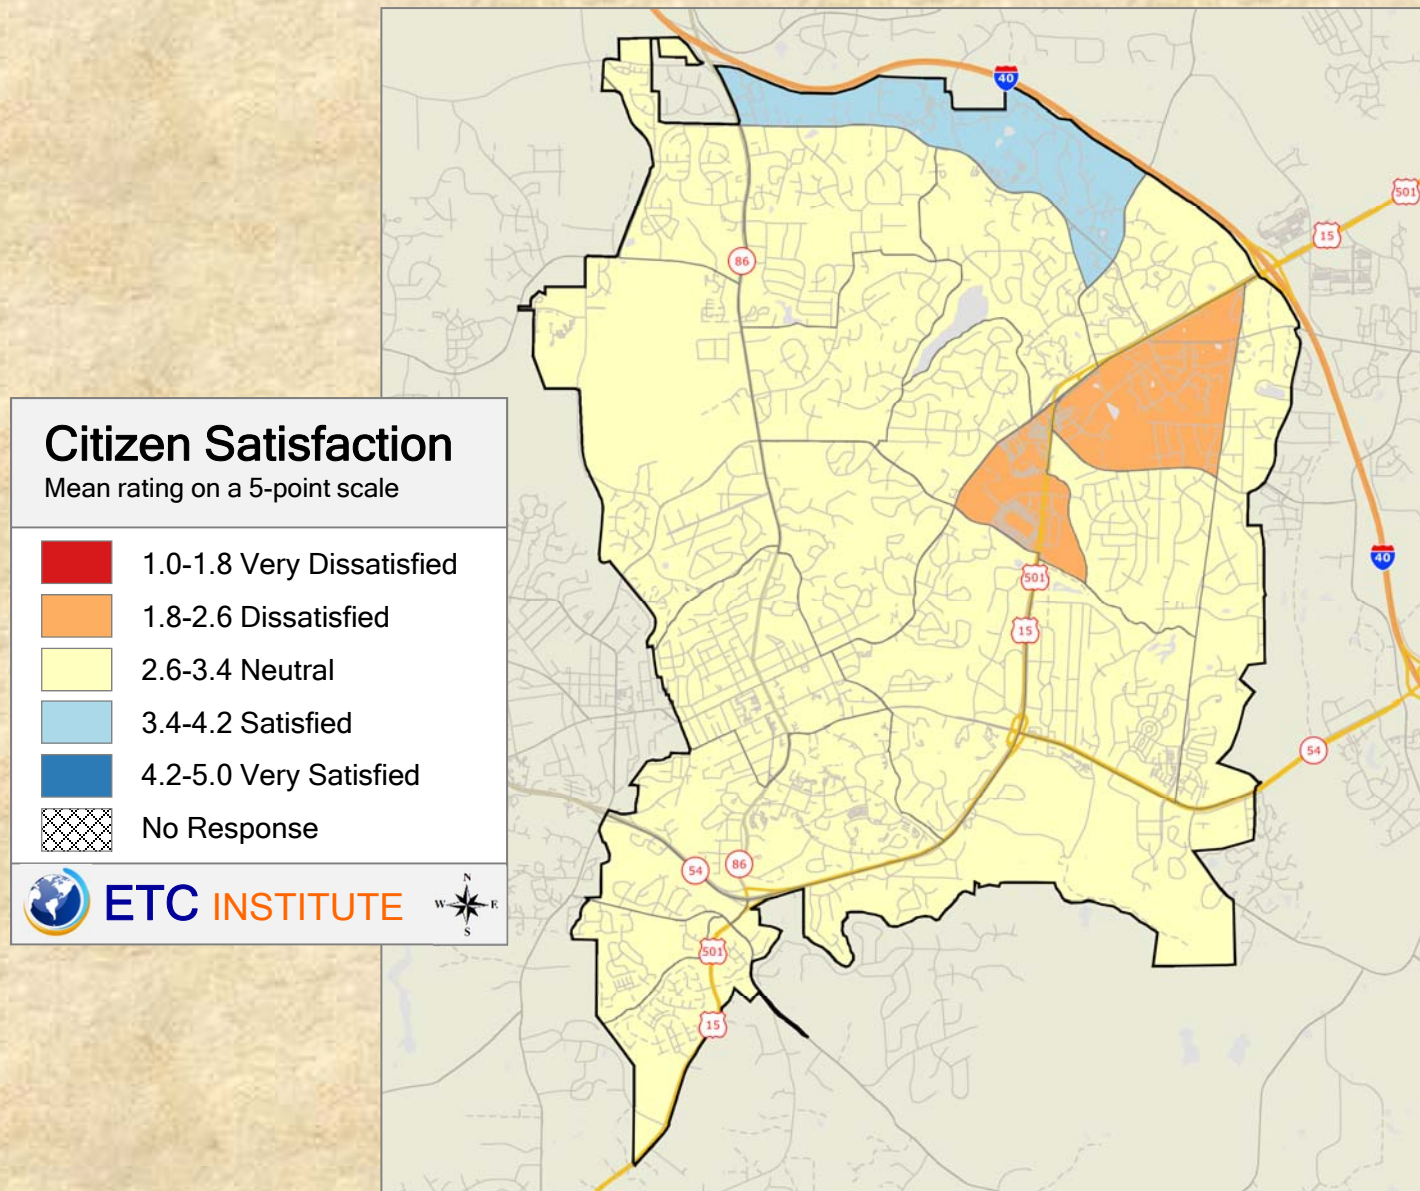 Citizen Satisfaction
Mean rating on a 5-point scale
1.0-1.8 Very Dissatisfied
1.8-2.6 Dissatisfied
2.6-3.4 Neutral
3.4-4.2 Satisfied
4.2-5.0 Very Satisfied
No Response
ETC INSTITUTE
N
W E
S
40
501
15
86
40
501
15
54
54
86
501
15